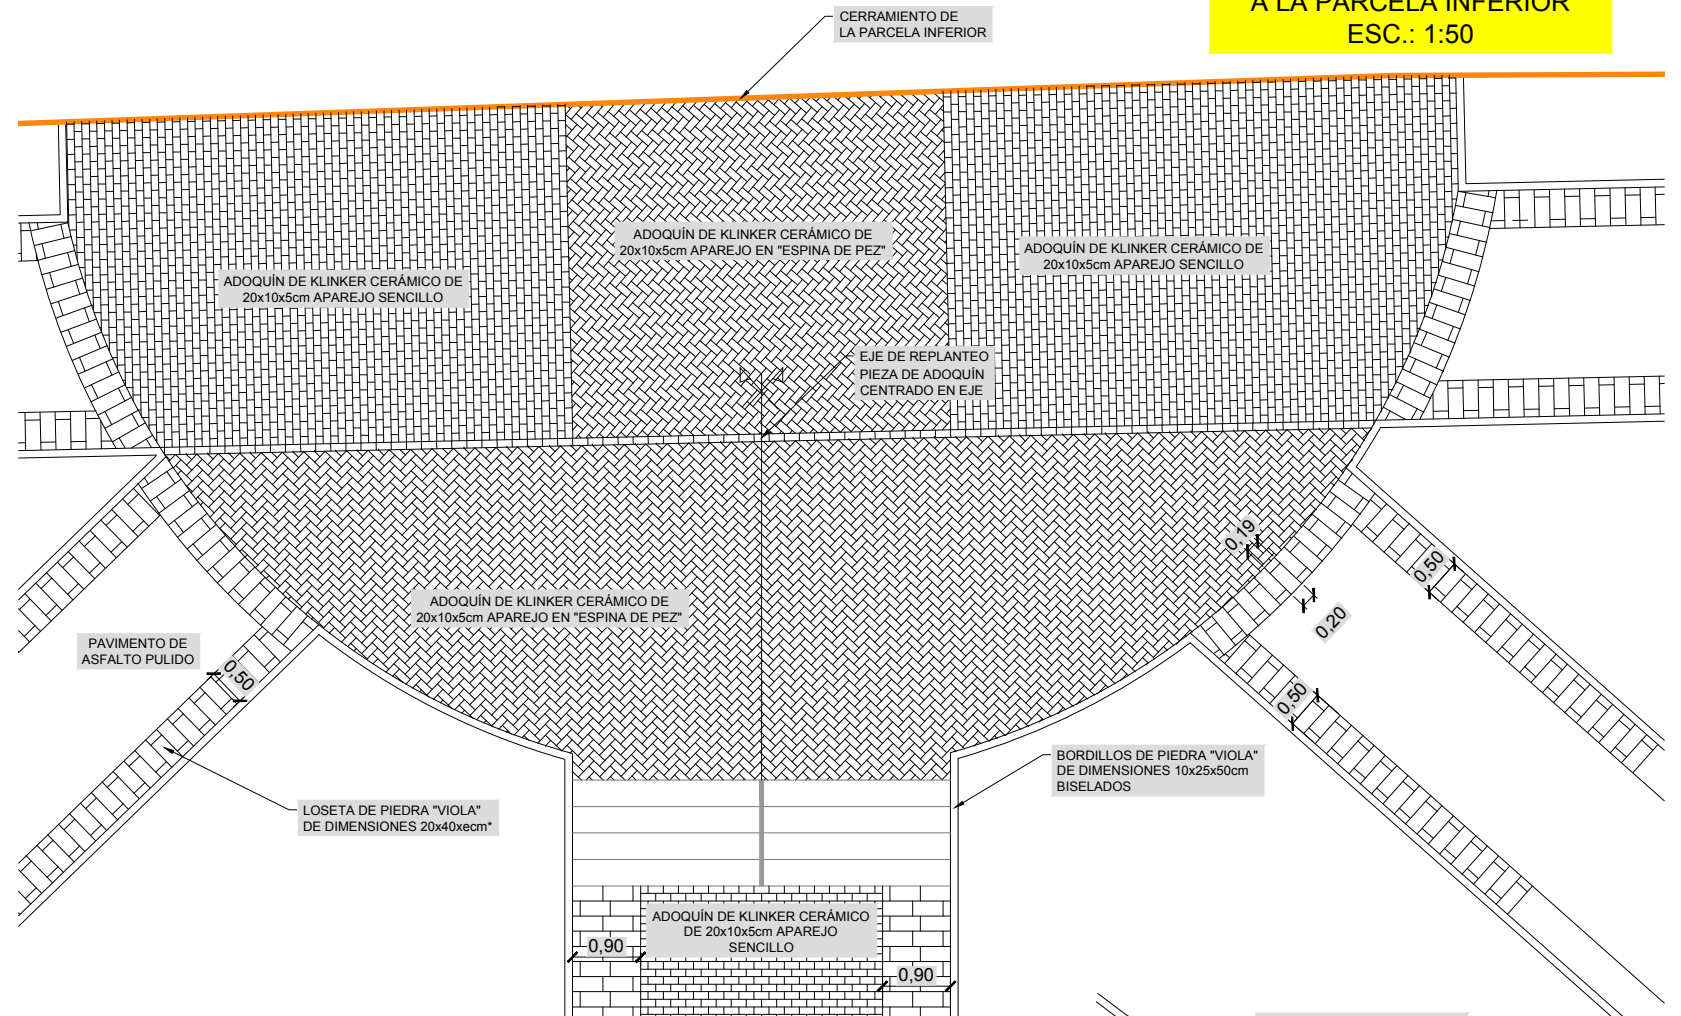 CERRAMIENTO DE
LA PARCELA INFERIOR
A LA PARCELA INFERIOR
ESC.: 1:50
ADOQUÍN DE KLINKER CERÁMICO DE
20x10x5cm APAREJO EN "ESPINA DE PEZ"
ADOQUÍN DE KLINKER CERÁMICO DE
20x10x5cm APAREJO SENCILLO
ADOQUÍN DE KLINKER CERÁMICO DE
20x10x5cm APAREJO SENCILLO
EJE DE REPLANTEO
PIEZA DE ADOQUÍN
CENTRADO EN EJE
0,19
0,50
ADOQUÍN DE KLINKER CERÁMICO DE
20x10x5cm APAREJO EN "ESPINA DE PEZ"
0,20
PAVIMENTO DE
ASFALTO PULIDO
0,50
0,50
BORDILLOS DE PIEDRA "VIOLA"
DE DIMENSIONES 10x25x50cm
BISELADOS
LOSETA DE PIEDRA "VIOLA"
DE DIMENSIONES 20x40xecm*
ADOQUÍN DE KLINKER CERÁMICO
DE 20x10x5cm APAREJO
SENCILLO
0,90
0,90